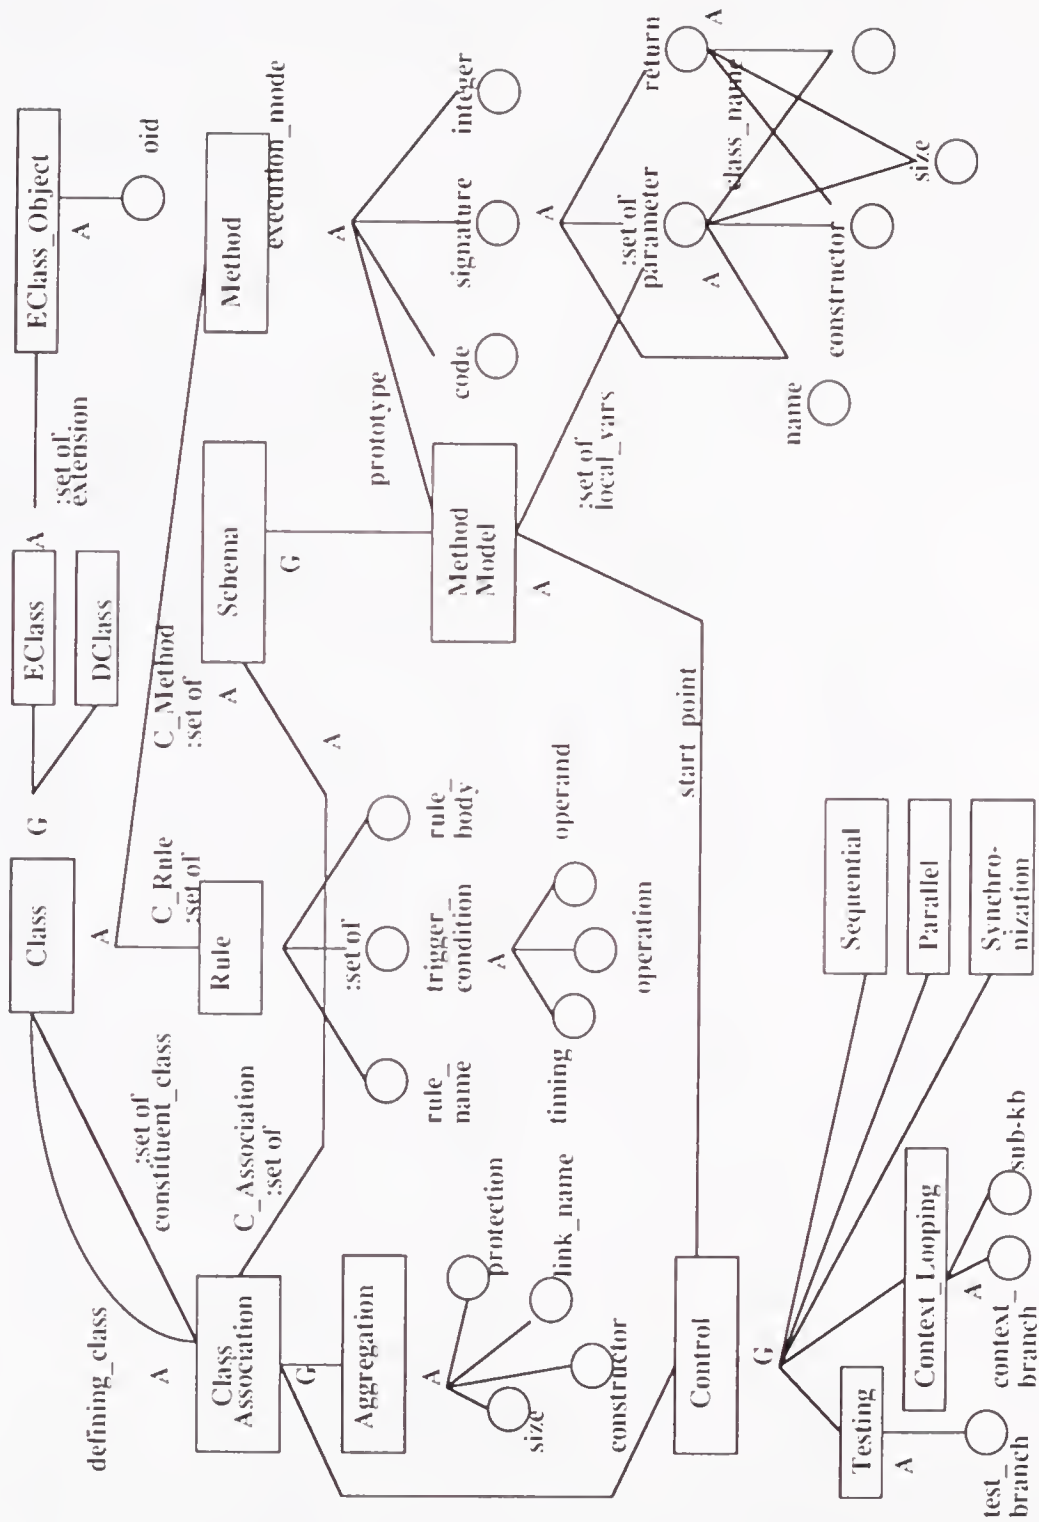 defining_class
A
Class
Association
G
Aggregation
A
protection
link_name
constructor
size
:set of
constituent_class
C_Association
:set of
Class
A
G
EClass
DClass
A
:set of
extension
EClass_Object
A
oid
C_Rule
:set of
C_Method
:set of
Rule
:set of
rule_
name
trigger_
condition
rule_
body
A
timing
operation
operand
A
Schema
A
G
Method
execution_mode
prototype
A
code
signature
integer
Method
Model
A
:set of
local_vars
A
:set of
parameter
return
A
A
class_name
name
constructor
size
start_point
Control
G
Testing
A
test_
branch
Context_Looping
A
context_
branch
sub-kb
Sequential
Parallel
Synchro-
nization